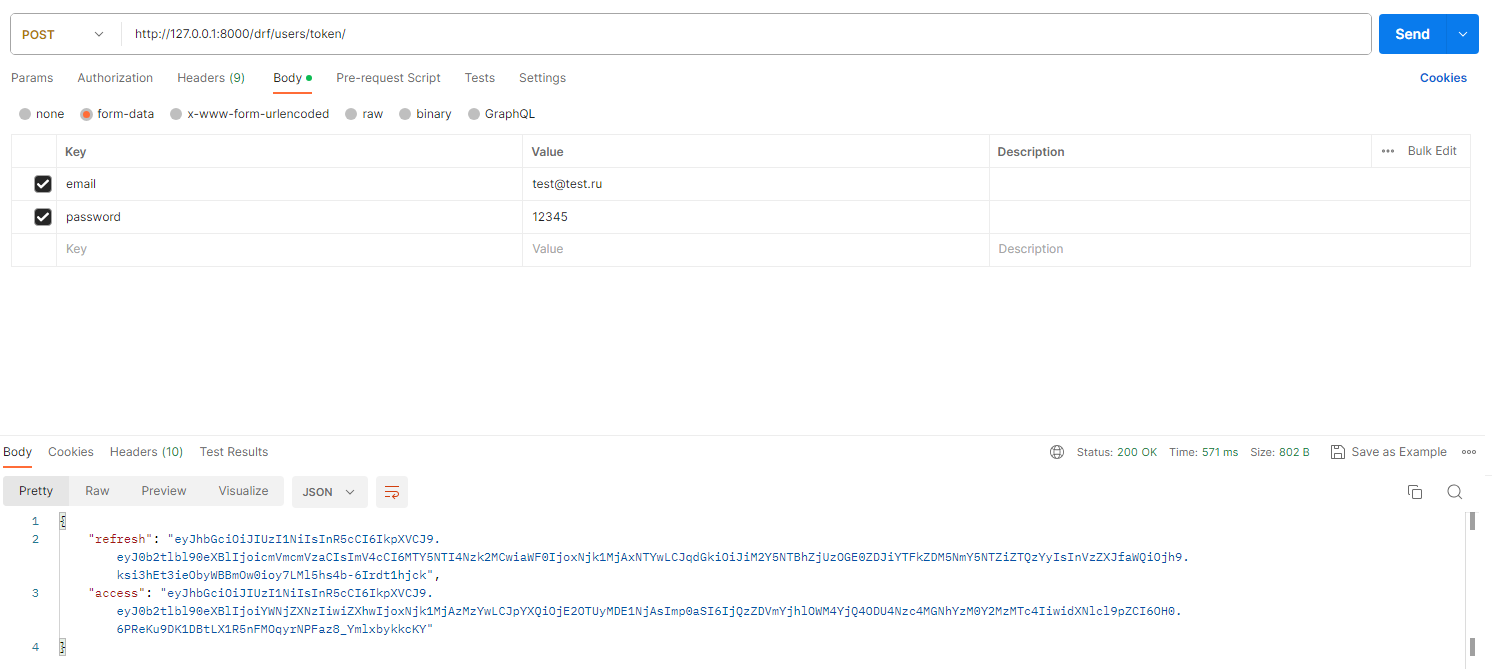 POST http://127.0.0.1:8000/drf/users/token/ Send
Params Authorization Headers (9) Body Pre-request Script Tests Settings Cookies
none form-data x-www-form-urlencoded raw binary GraphQL
Key Value Description Bulk Edit
email test@test.ru
password 12345
Key Value Description
Body Cookies Headers (10) Test Results Status: 200 OK Time: 571 ms Size: 802 B Save as Example
Pretty Raw Preview Visualize JSON
1 {
2 "refresh": "eyJhbGciOiJIUzI1NiIsInR5cCI6IkpXVCJ9.
eyJ0b2tlbl90eXBlIjoicmVmcmVzaCIsImV4cCI6MTY5NTI4Nzk2MCwiaWF0IjoxNjk1MjAxNTYwLCJqdGkiOiJiM2Y5NTBhZjUzOGE0ZDJiYTFkZDM5NmY5NTZiZTQzYyIsInVzZXJfaWQiOjh9.
ksi3hEt3ieObyWBBmOw0ioy7LMl5hs4b-6Irdt1hjck",
3 "access": "eyJhbGciOiJIUzI1NiIsInR5cCI6IkpXVCJ9.
eyJ0b2tlbl90eXBlIjoiYWNjZXNzIiwiZXhwIjoxNjk1MjAzMzYwLCJpYXQiOjE2OTUyMDE1NjAsImp0aSI6IjQzZDVmYjhlOWM4YjQ4ODU4Nzc4MGNhYzM0Y2MzMTc4IiwidXNlcl9pZCI6OH0.
6PReKu9DK1DBtLX1R5nFMOqyrNPFaz8_YmlxbykkcKY"
4 }